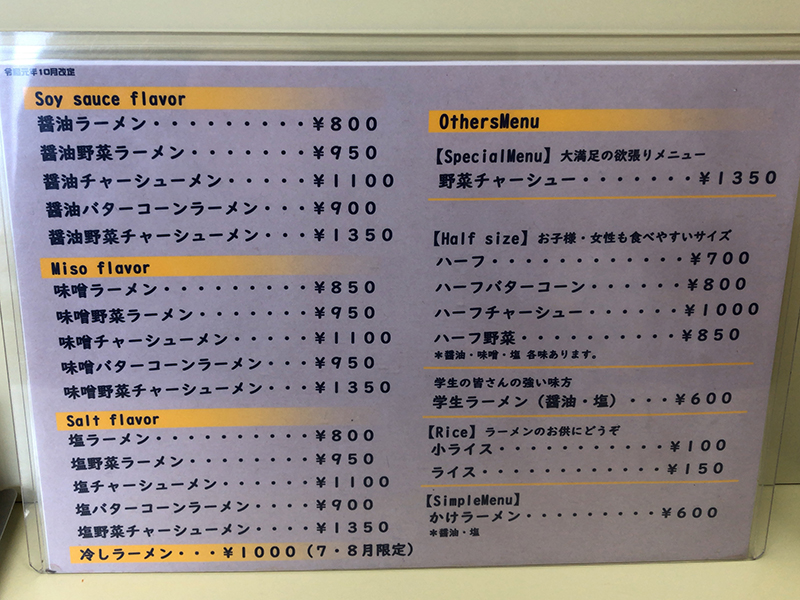 令和元年10月改定
Soy sauce flavor
醤油ラーメン・・・・・・・・・¥800
醤油野菜ラーメン・・・・・・・¥950
醤油チャーシューメン・・・・・¥1100
醤油バターコーンラーメン・・・¥900
醤油野菜チャーシューメン・・・¥1350
Miso flavor
味噌ラーメン・・・・・・・・・¥850
味噌野菜ラーメン・・・・・・・¥950
味噌チャーシューメン・・・・・¥1100
味噌バターコーンラーメン・・・¥950
味噌野菜チャーシューメン・・・¥1350
Salt flavor
塩ラーメン・・・・・・・・・・¥800
塩野菜ラーメン・・・・・・・・¥950
塩チャーシューメン・・・・・・¥1100
塩バターコーンラーメン・・・・¥900
塩野菜チャーシューメン・・・・¥1350
冷しラーメン・・・¥1000(7・8月限定)
OthersMenu
【SpecialMenu】大満足の欲張りメニュー
野菜チャーシュー・・・・・・・¥1350
【Half size】お子様・女性も食べやすいサイズ
ハーフ・・・・・・・・・・・・¥700
ハーフバターコーン・・・・・・¥800
ハーフチャーシュー・・・・・・¥1000
ハーフ野菜・・・・・・・・・・¥850
*醤油・味噌・塩 各味あります。
学生の皆さんの強い味方
学生ラーメン(醤油・塩)・・・¥600
【Rice】ラーメンのお供にどうぞ
小ライス・・・・・・・・・・・¥100
ライス・・・・・・・・・・・・¥150
【SimpleMenu】
かけラーメン・・・・・・・・・¥600
*醤油・塩